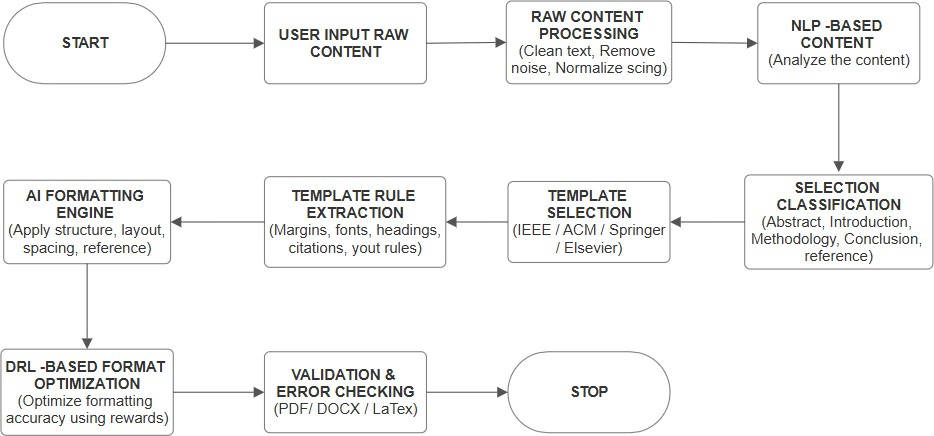 START
USER INPUT RAW
CONTENT
RAW CONTENT
PROCESSING
(Clean text, Remove
noise, Normalize scing)
NLP -BASED
CONTENT
(Analyze the content)
AI FORMATTING
ENGINE
(Apply structure, layout,
spacing, reference)
TEMPLATE RULE
EXTRACTION
(Margins, fonts, headings,
citations, yout rules)
TEMPLATE
SELECTION
(IEEE / ACM / Springer
/ Elsevier)
SELECTION
CLASSIFICATION
(Abstract, Introduction,
Methodology, Conclusion,
reference)
DRL -BASED FORMAT
OPTIMIZATION
(Optimize formatting
accuracy using rewards)
VALIDATION &
ERROR CHECKING
(PDF/ DOCX / LaTex)
STOP